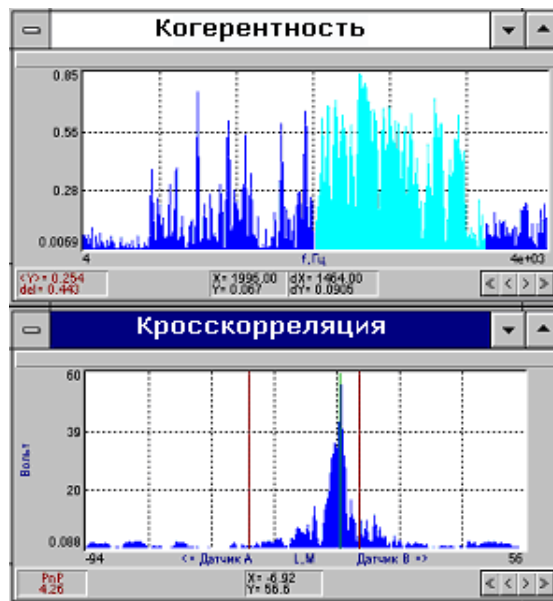 Когерентность
0.85
0.55
0.28
0.0069
4 f,Гц 4e+03
<Y>= 0.254
del= 0.443
X= 1995.00
Y= 0.067
dX= 1464.00
dY= 0.0905
Кросскорреляция
60
39
20
0.088
Вольт
-94 <= Датчик A L,M Датчик B => 56
PnP
4.26
X= -6.92
Y= 56.6